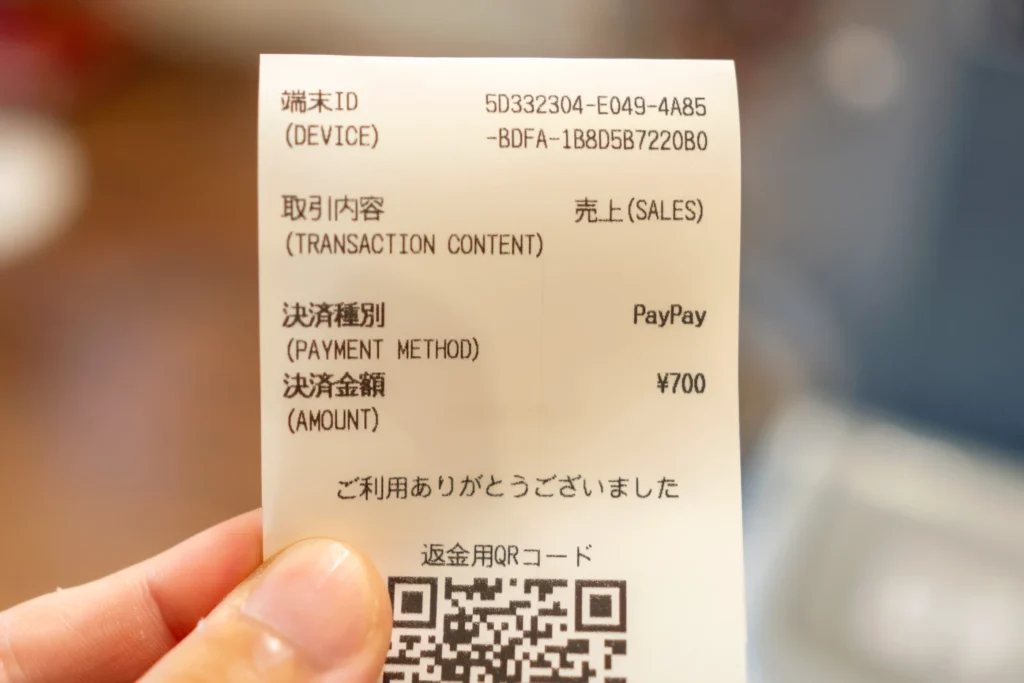 端末ID 5D332304-E049-4A85
(DEVICE) -BDFA-1B8D5B7220B0
取引内容 売上(SALES)
(TRANSACTION CONTENT)
決済種別 PayPay
(PAYMENT METHOD)
決済金額 ¥700
(AMOUNT)
ご利用ありがとうございました
返金用QRコード